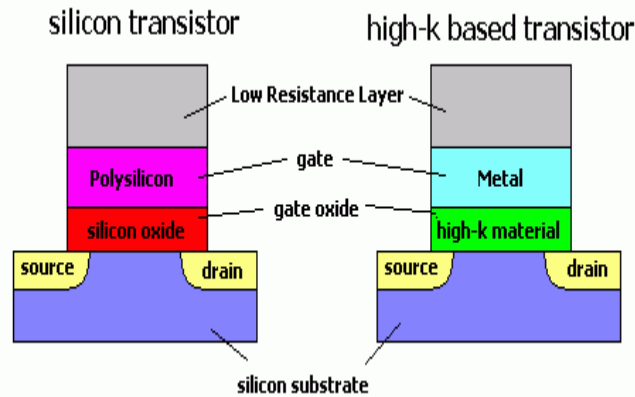 silicon transistor
high-k based transistor
Low Resistance Layer
Polysilicon
gate
Metal
silicon oxide
gate oxide
high-k material
source
drain
source
drain
silicon substrate